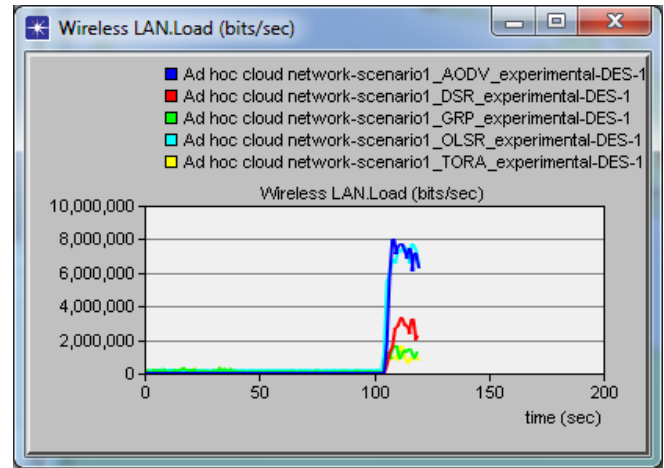 Wireless LAN.Load (bits/sec)
Ad hoc cloud network-scenario1_AODV_experimental-DES-1
Ad hoc cloud network-scenario1_DSR_experimental-DES-1
Ad hoc cloud network-scenario1_GRP_experimental-DES-1
Ad hoc cloud network-scenario1_OLSR_experimental-DES-1
Ad hoc cloud network-scenario1_TORA_experimental-DES-1
Wireless LAN.Load (bits/sec)
10,000,000
8,000,000
6,000,000
4,000,000
2,000,000
0
0 50 100 150 200
time (sec)